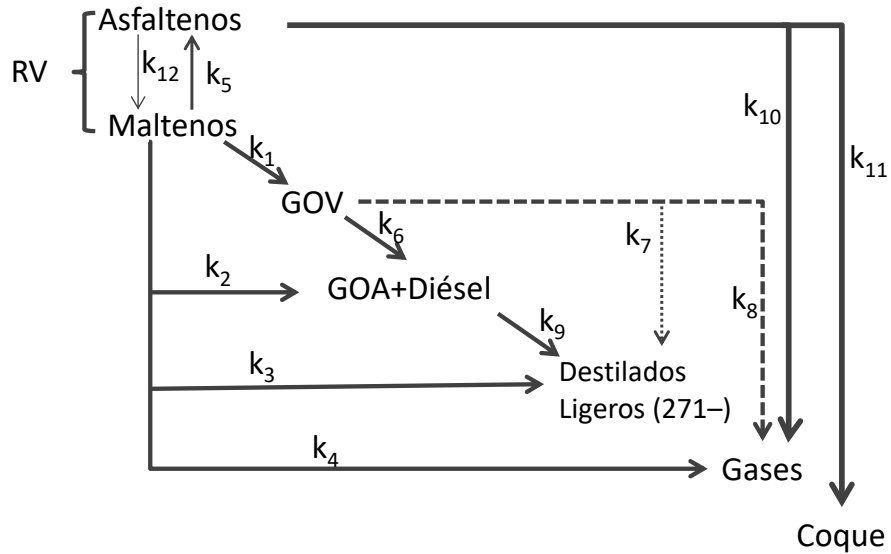 Asfaltenos
RV
k12
k5
Maltenos
k10
k1
k11
GOV
k6
k7
k2
GOA+Diésel
k8
k9
k3
Destilados
Ligeros (271–)
k4
Gases
Coque